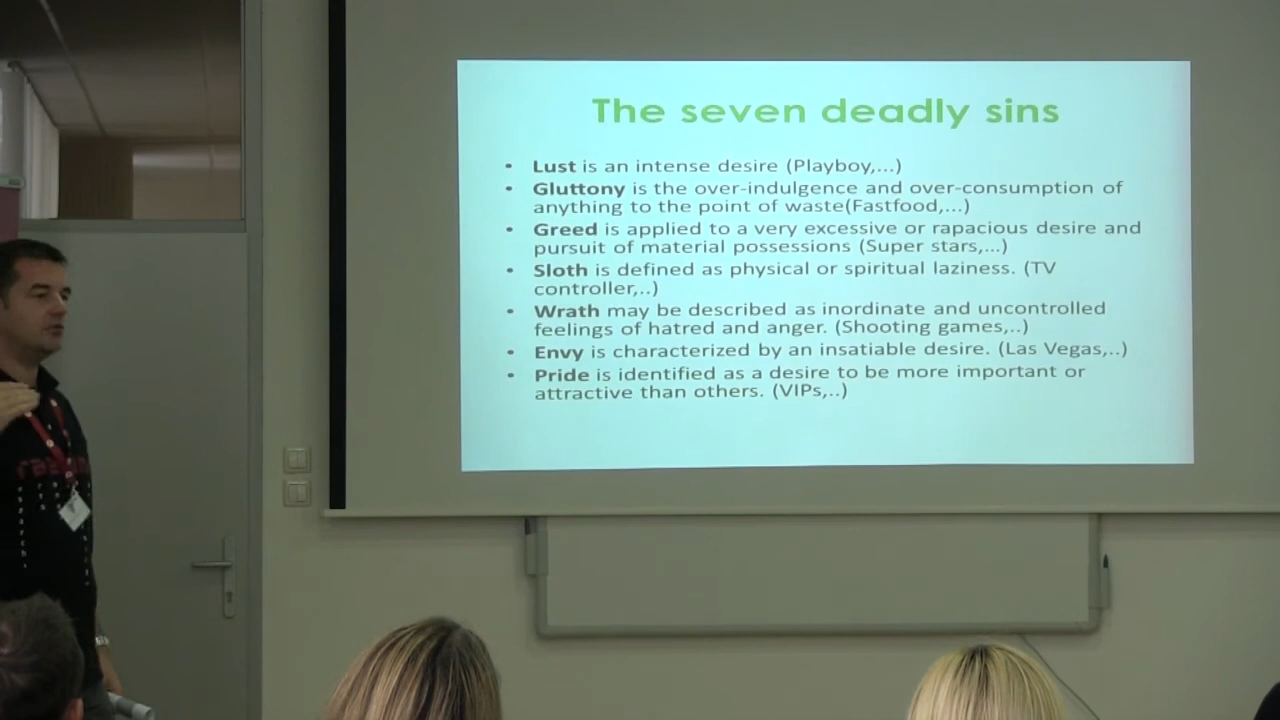 The seven deadly sins
• Lust is an intense desire (Playboy,...)
• Gluttony is the over-indulgence and over-consumption of
anything to the point of waste(Fastfood,...)
• Greed is applied to a very excessive or rapacious desire and
pursuit of material possessions (Super stars,...)
• Sloth is defined as physical or spiritual laziness. (TV
controller,..)
• Wrath may be described as inordinate and uncontrolled
feelings of hatred and anger. (Shooting games,..)
• Envy is characterized by an insatiable desire. (Las Vegas,..)
• Pride is identified as a desire to be more important or
attractive than others. (VIPs,..)